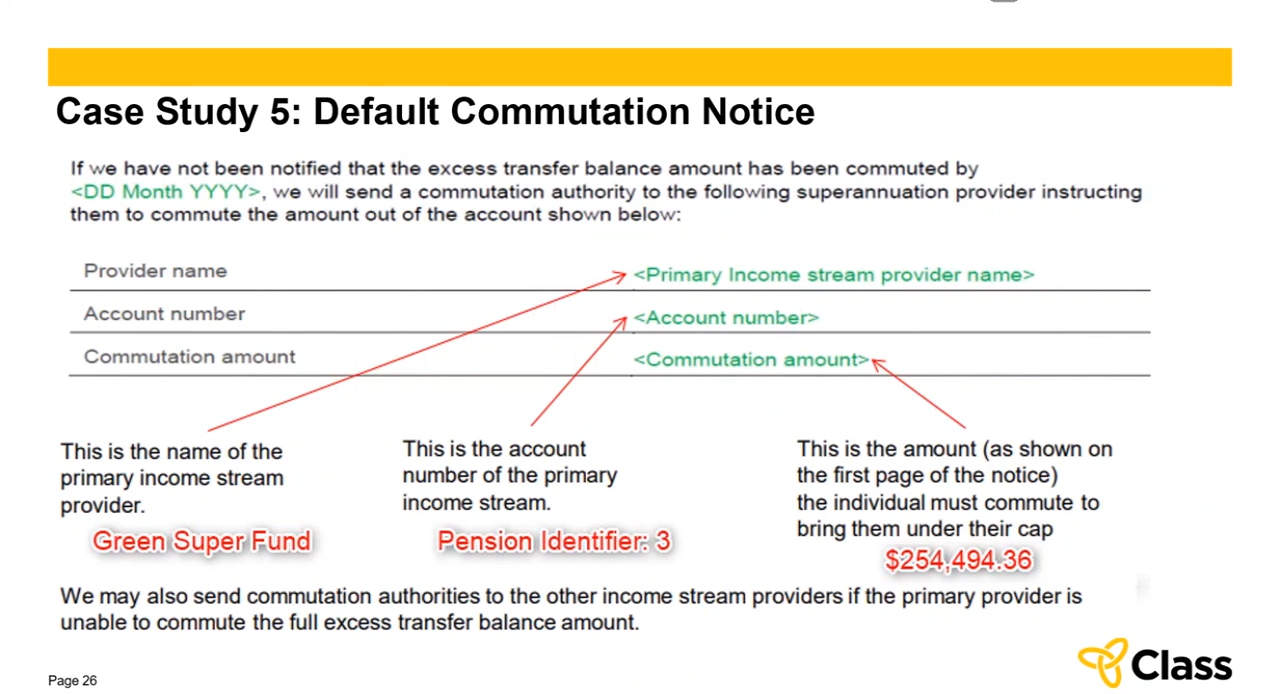 Case Study 5: Default Commutation Notice
If we have not been notified that the excess transfer balance amount has been commuted by
<DD Month YYYY>, we will send a commutation authority to the following superannuation provider instructing
them to commute the amount out of the account shown below:
Provider name
<Primary Income stream provider name>
Account number
<Account number>
Commutation amount
<Commutation amount>
This is the name of the
primary income stream
provider.
Green Super Fund
This is the account
number of the primary
income stream.
Pension Identifier: 3
This is the amount (as shown on
the first page of the notice)
the individual must commute to
bring them under their cap
$254,494.36
We may also send commutation authorities to the other income stream providers if the primary provider is
unable to commute the full excess transfer balance amount.
Page 26
Class